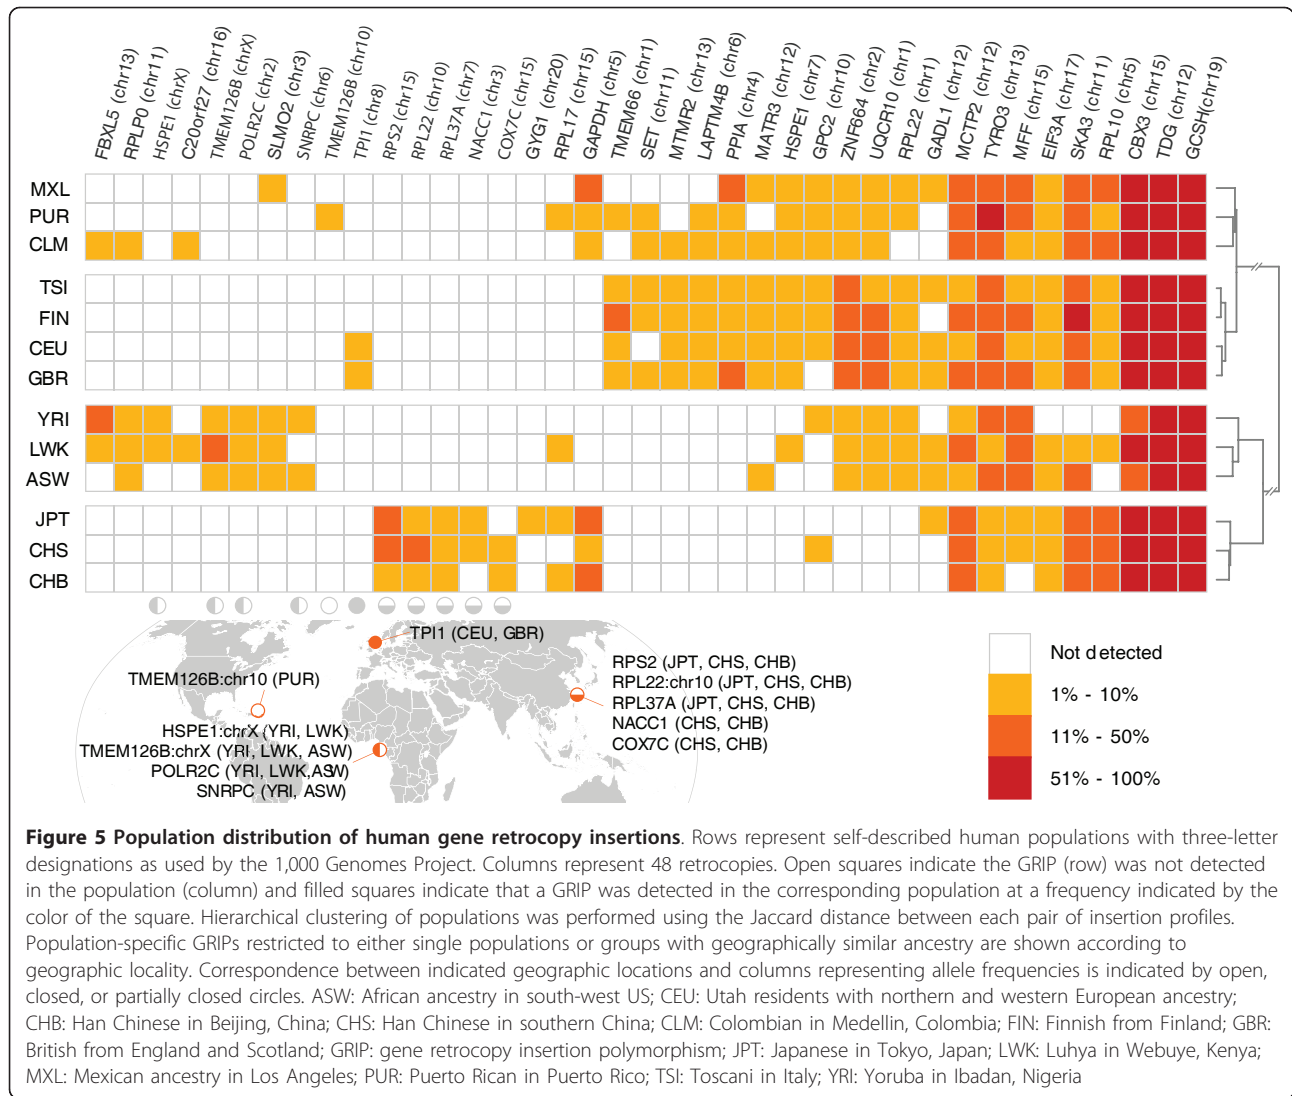 FBXL5 (chr13)
RPLP0 (chr11)
HSPE1 (chrX)
C20orf27 (chr16)
TMEM126B (chrX)
POLR2C (chr2)
SLMO2 (chr3)
SNRPC (chr6)
TMEM126B (chr10)
TPI1 (chr8)
RPS2 (chr15)
RPL22 (chr10)
RPL37A (chr7)
NACC1 (chr3)
COX7C (chr15)
GYG1 (chr20)
RPL17 (chr15)
GAPDH (chr5)
TMEM66 (chr1)
SET (chr11)
MTMR2 (chr13)
LAPTM4B (chr6)
PPIA (chr4)
MATR3 (chr12)
HSPE1 (chr7)
GPC2 (chr10)
ZNR664 (chr2)
UQCR10 (chr1)
RPL22 (chr1)
GADL1 (chr12)
MCTP2 (chr12)
TYRO3 (chr13)
MFF (chr15)
EIF3A (chr17)
SKA3 (chr11)
RPL10 (chr5)
CBX3 (chr15)
TDG (chr12)
GCSH(chr19)
MXL
PUR
CLM
TSI
FIN
CEU
GBR
YRI
LWK
ASW
JPT
CHS
CHB
TPI1 (CEU, GBR)
TMEM126B:chr10 (PUR)
HSPE1:chrX (YRI, LWK)
TMEM126B:chrX (YRI, LWK, ASW)
POLR2C (YRI, LWK,ASW)
SNRPC (YRI, ASW)
RPS2 (JPT, CHS, CHB)
RPL22:chr10 (JPT, CHS, CHB)
RPL37A (JPT, CHS, CHB)
NACC1 (CHS, CHB)
COX7C (CHS, CHB)
Not detected
1% - 10%
11% - 50%
51% - 100%
Figure 5 Population distribution of human gene retrocopy insertions. Rows represent self-described human populations with three-letter
designations as used by the 1,000 Genomes Project. Columns represent 48 retrocopies. Open squares indicate the GRIP (row) was not detected
in the population (column) and filled squares indicate that a GRIP was detected in the corresponding population at a frequency indicated by the
color of the square. Hierarchical clustering of populations was performed using the Jaccard distance between each pair of insertion profiles.
Population-specific GRIPs restricted to either single populations or groups with geographically similar ancestry are shown according to
geographic locality. Correspondence between indicated geographic locations and columns representing allele frequencies is indicated by open,
closed, or partially closed circles. ASW: African ancestry in south-west US; CEU: Utah residents with northern and western European ancestry;
CHB: Han Chinese in Beijing, China; CHS: Han Chinese in southern China; CLM: Colombian in Medellin, Colombia; FIN: Finnish from Finland; GBR:
British from England and Scotland; GRIP: gene retrocopy insertion polymorphism; JPT: Japanese in Tokyo, Japan; LWK: Luhya in Webuye, Kenya;
MXL: Mexican ancestry in Los Angeles; PUR: Puerto Rican in Puerto Rico; TSI: Toscani in Italy; YRI: Yoruba in Ibadan, Nigeria